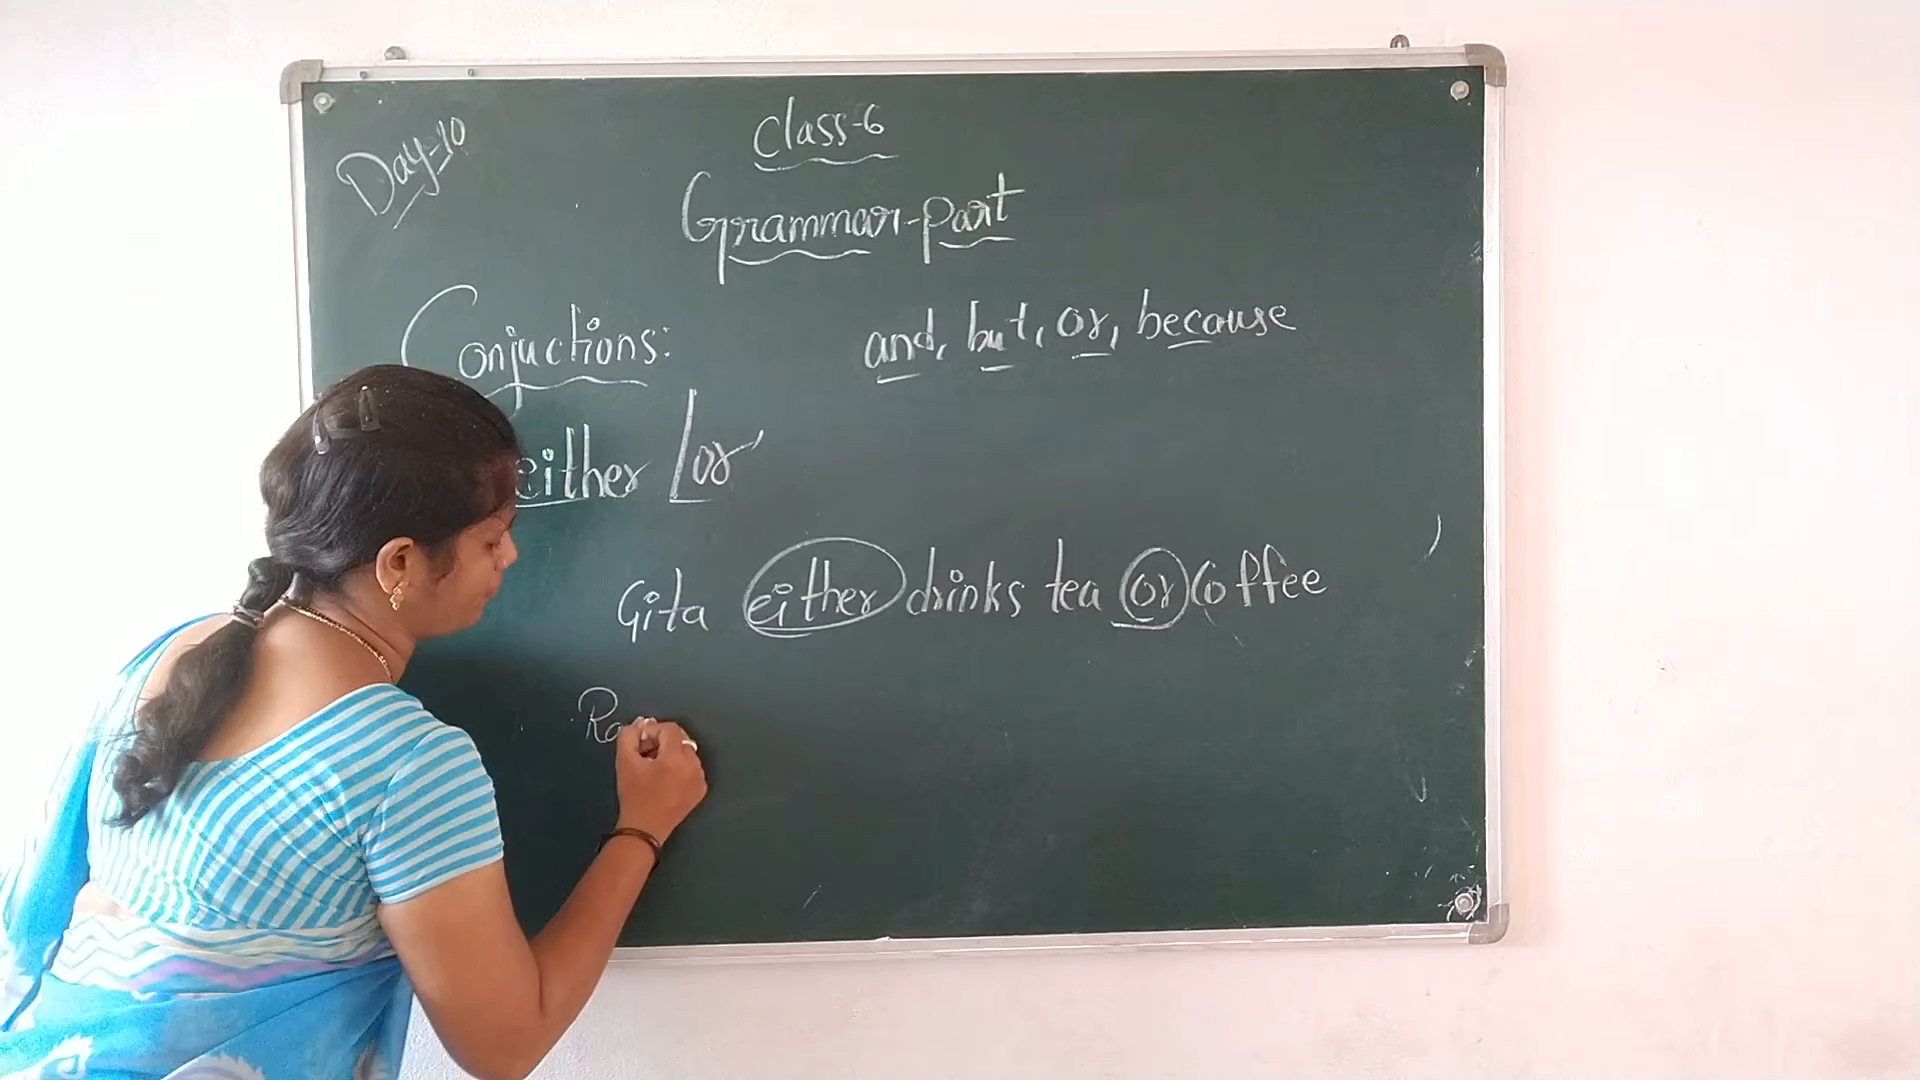 Day-10
Class-6
Grammar-part
Conjuctions:
and, but, or, because
either / or
Gita either drinks tea or Coffee
Ra